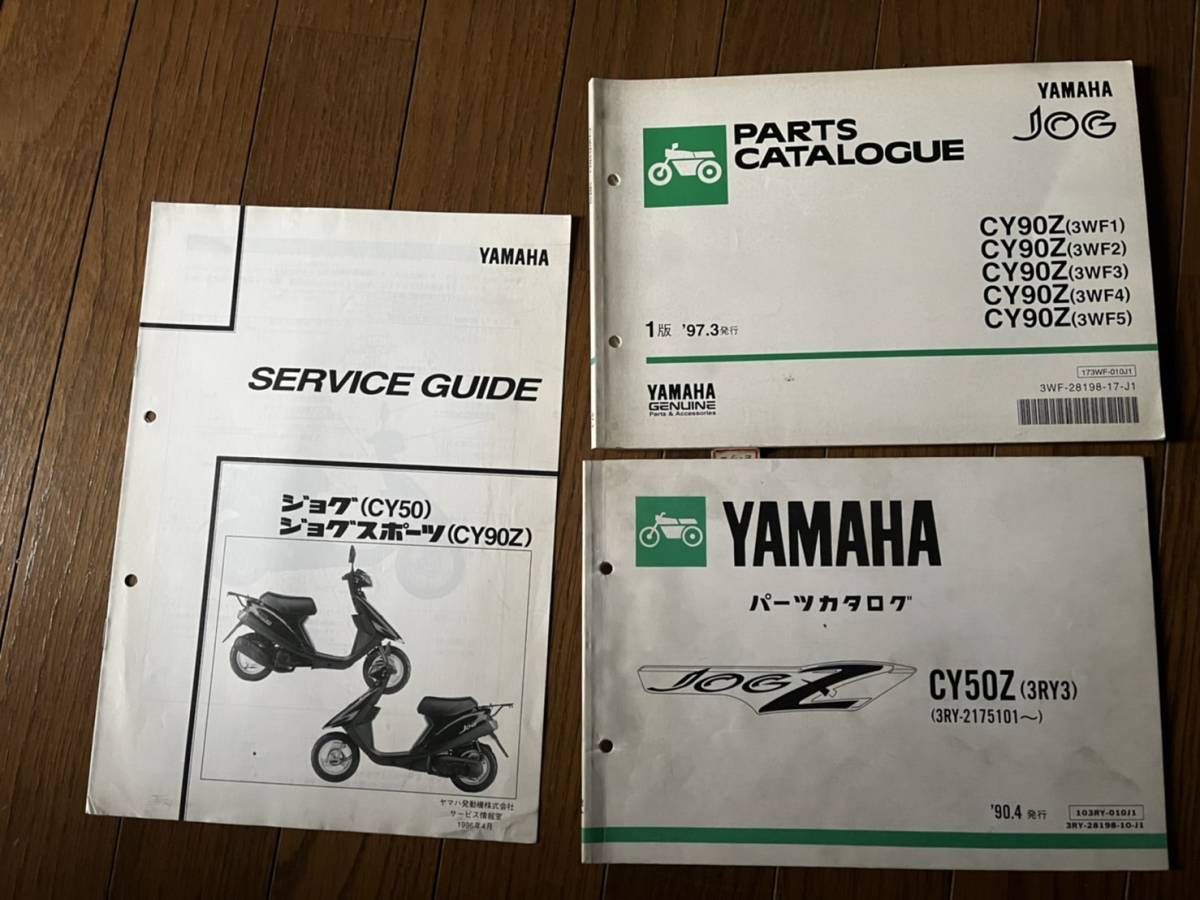 YAMAHA
SERVICE GUIDE
ジョグ(CY50)
ジョグスポーツ(CY90Z)
JOG
ヤマハ発動機株式会社
サービス情報室
1996年4月
YAMAHA
JOG
PARTS
CATALOGUE
CY90Z(3WF1)
CY90Z(3WF2)
CY90Z(3WF3)
CY90Z(3WF4)
CY90Z(3WF5)
1版 '97.3発行
YAMAHA
GENUINE
Parts & Accessories
173WF-010J1
3WF-28198-17-J1
YAMAHA
パーツカタログ
JOG Z
CY50Z(3RY3)
(3RY-2175101〜)
'90.4 発行
103RY-010J1
3RY-28198-10-J1